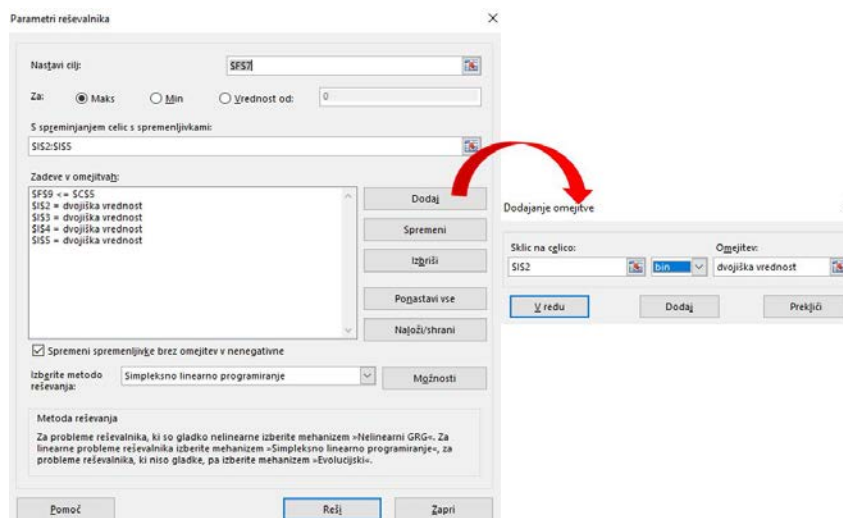 Parametri reševalnika
Nastavi cilj:
$F$7
Za:
Maks
Min
Vrednost od:
0
S spreminjanjem celic s spremenljivkami:
$I$2:$I$5
Zadeve v omejitvah:
$F$9 <= $C$5
$I$2 = dvojiška vrednost
$I$3 = dvojiška vrednost
$I$4 = dvojiška vrednost
$I$5 = dvojiška vrednost
Dodaj
Spremeni
Izbriši
Ponastavi vse
Naloži/shrani
Spremeni spremenljivke brez omejitev v nenegativne
Izberite metodo
reševanja:
Simpleksno linearno programiranje
Možnosti
Metoda reševanja
Za probleme reševalnika, ki so gladko nelinearne izberite mehanizem »Nelinearni GRG«. Za
linearne probleme reševalnika izberite mehanizem »Simpleksno linearno programiranje«, za
probleme reševalnika, ki niso gladke, pa izberite mehanizem »Evolucijski«.
Pomoč
Reši
Zapri
Dodajanje omejitve
Sklic na celico:
Omejitev:
$I$2
bin
dvojiška vrednost
V redu
Dodaj
Prekliči